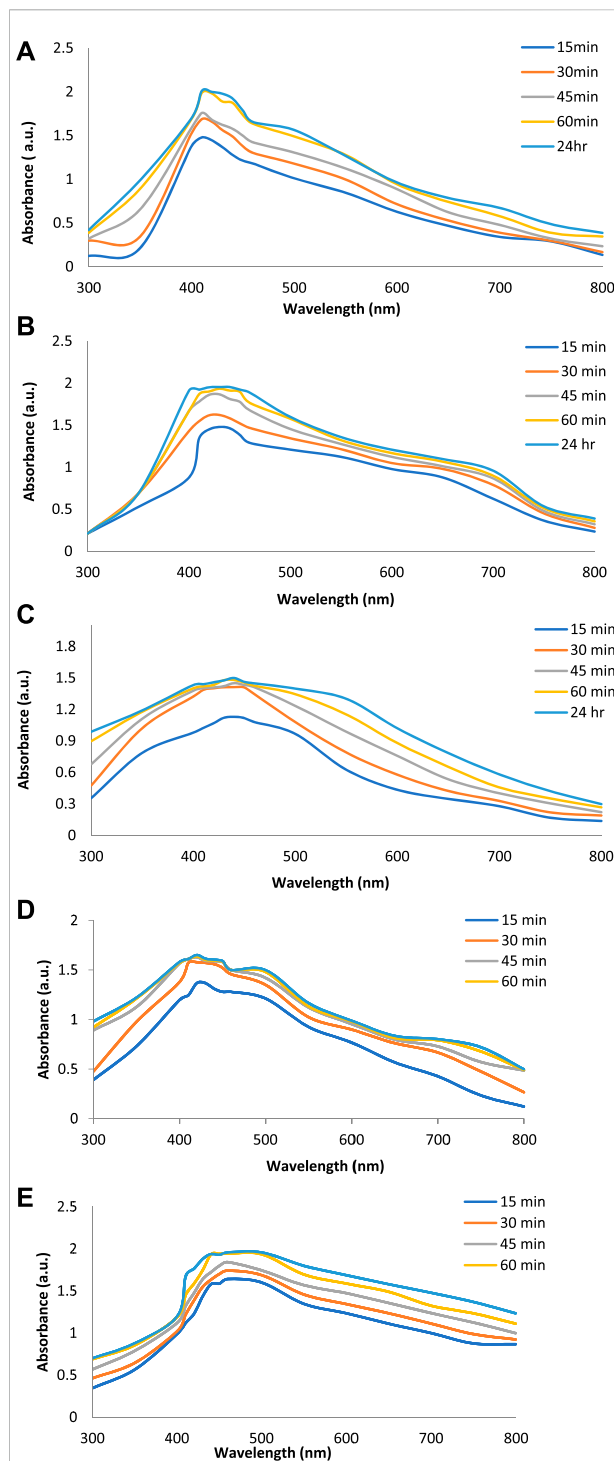 A
2.5
2
1.5
1
0.5
0
Absorbance ( a.u.)
300 400 500 600 700 800
Wavelength (nm)
15min
30min
45min
60min
24hr
B
2.5
2
1.5
1
0.5
0
Absorbance (a.u.)
300 400 500 600 700 800
Wavelength (nm)
15 min
30 min
45 min
60 min
24 hr
C
1.8
1.5
1.2
0.9
0.6
0.3
0
Absorbance (a.u.)
300 400 500 600 700 800
Wavelength (nm)
15 min
30 min
45 min
60 min
24 hr
D
2
1.5
1
0.5
0
Absorbance (a.u.)
300 400 500 600 700 800
Wavelength (nm)
15 min
30 min
45 min
60 min
E
2.5
2
1.5
1
0.5
0
Absorbance (a.u.)
300 400 500 600 700 800
Wavelength (nm)
15 min
30 min
45 min
60 min